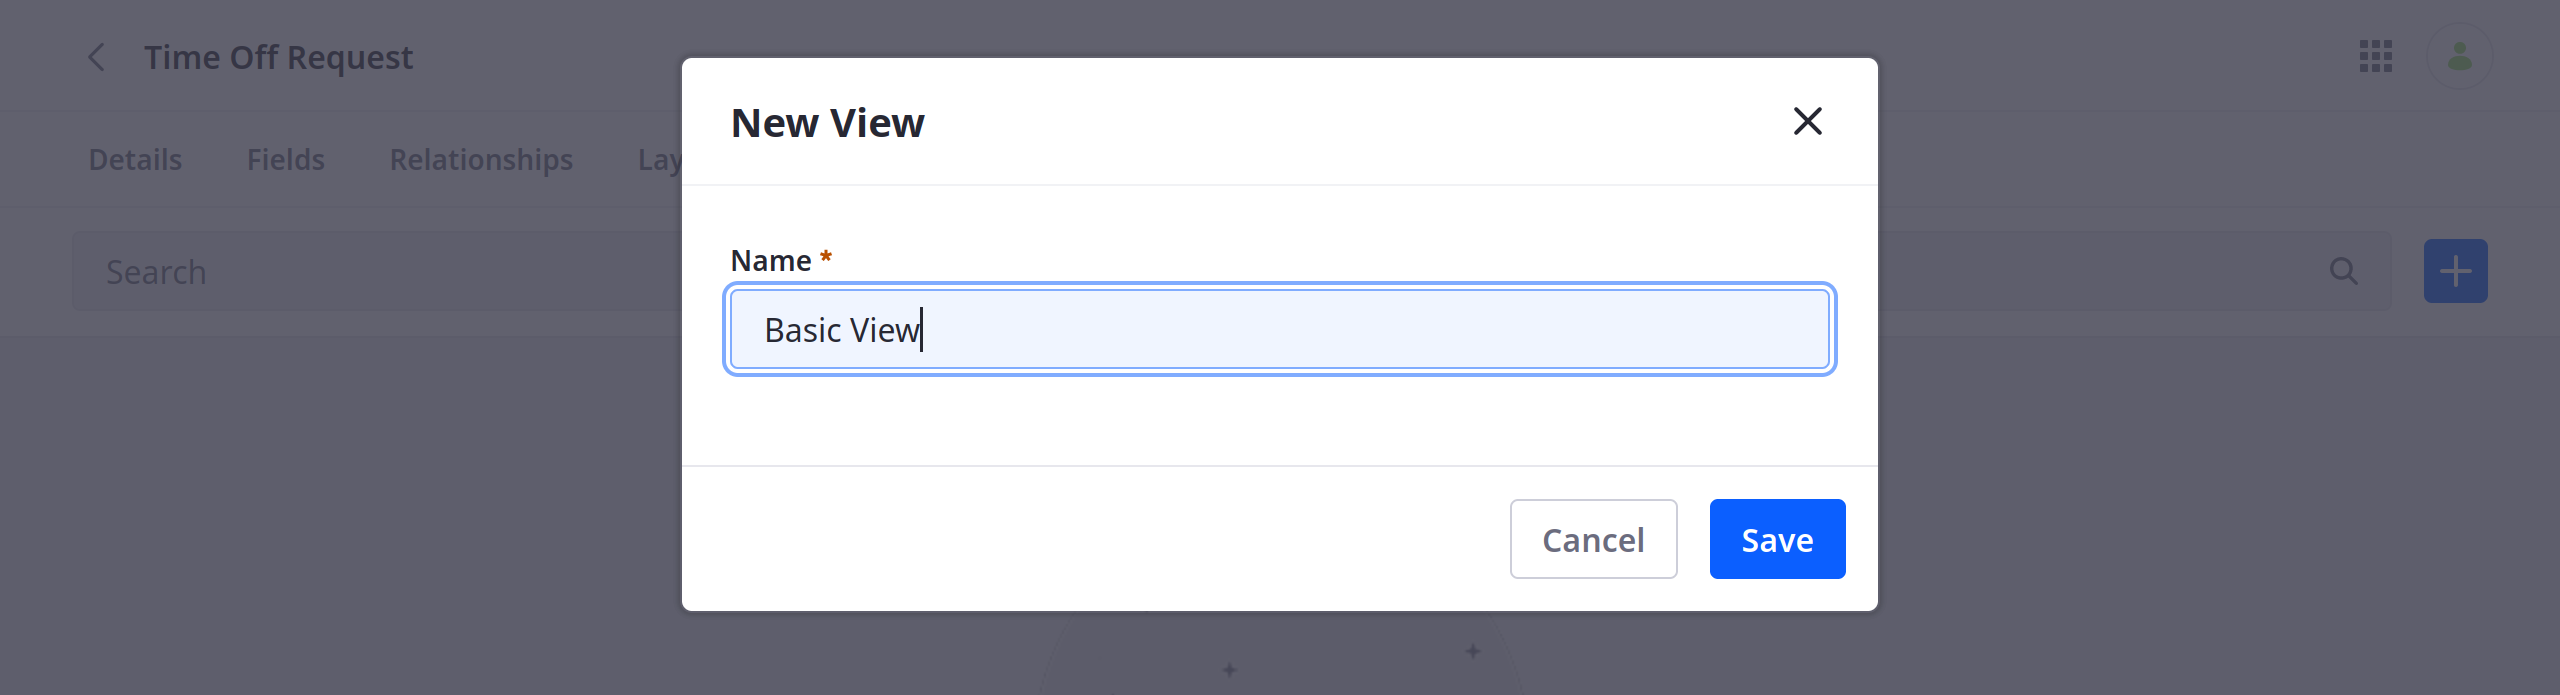 Time Off Request
Details Fields Relationships Lay
Search
New View
Name *
Basic View
Cancel Save